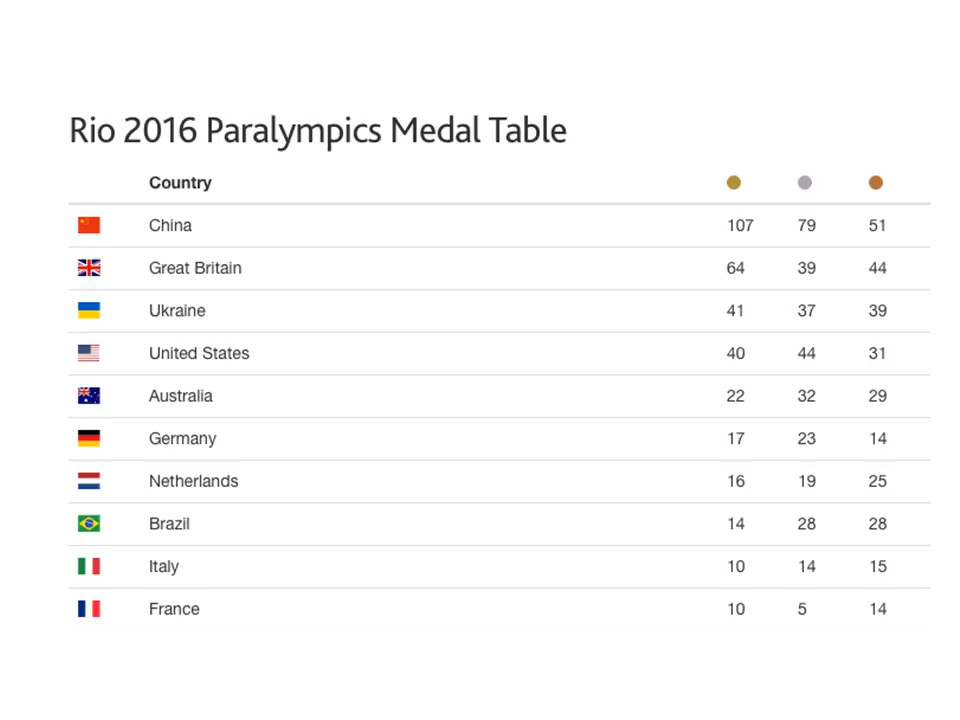 Rio 2016 Paralympics Medal Table
Country
China 107 79 51
Great Britain 64 39 44
Ukraine 41 37 39
United States 40 44 31
Australia 22 32 29
Germany 17 23 14
Netherlands 16 19 25
Brazil 14 28 28
Italy 10 14 15
France 10 5 14